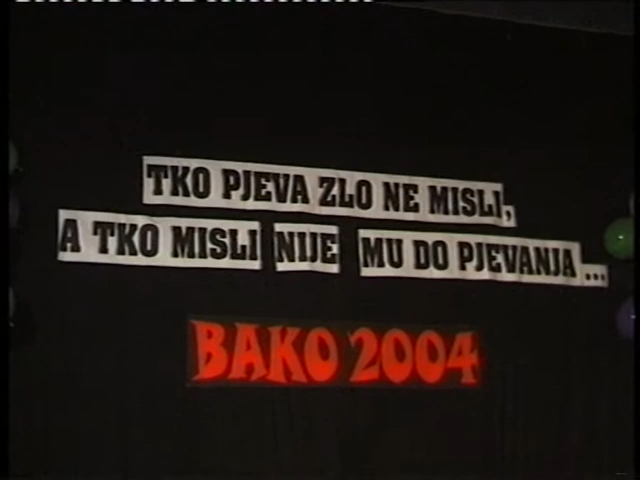 TKO PJEVA ZLO NE MISLI,
A TKO MISLI NIJE MU DO PJEVANJA ...
BAKO 2004